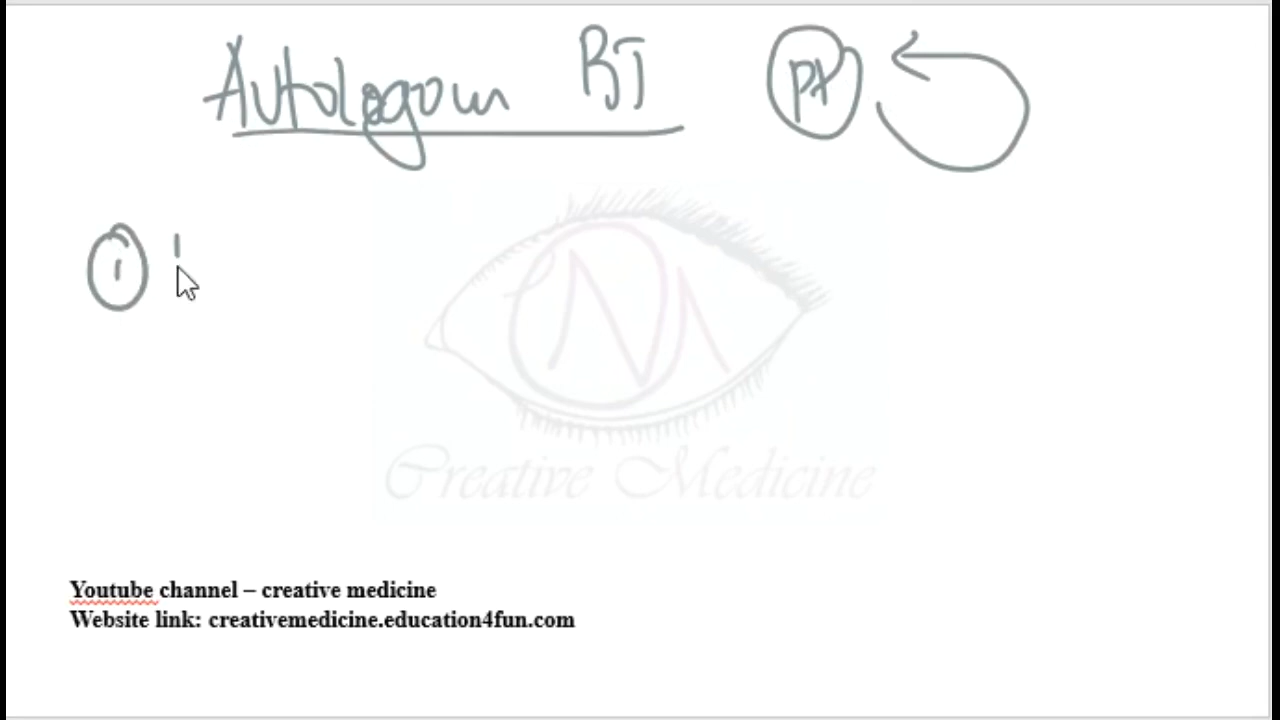 Autologous BT pt
1
Creative Medicine
Youtube channel – creative medicine
Website link: creativemedicine.education4fun.com